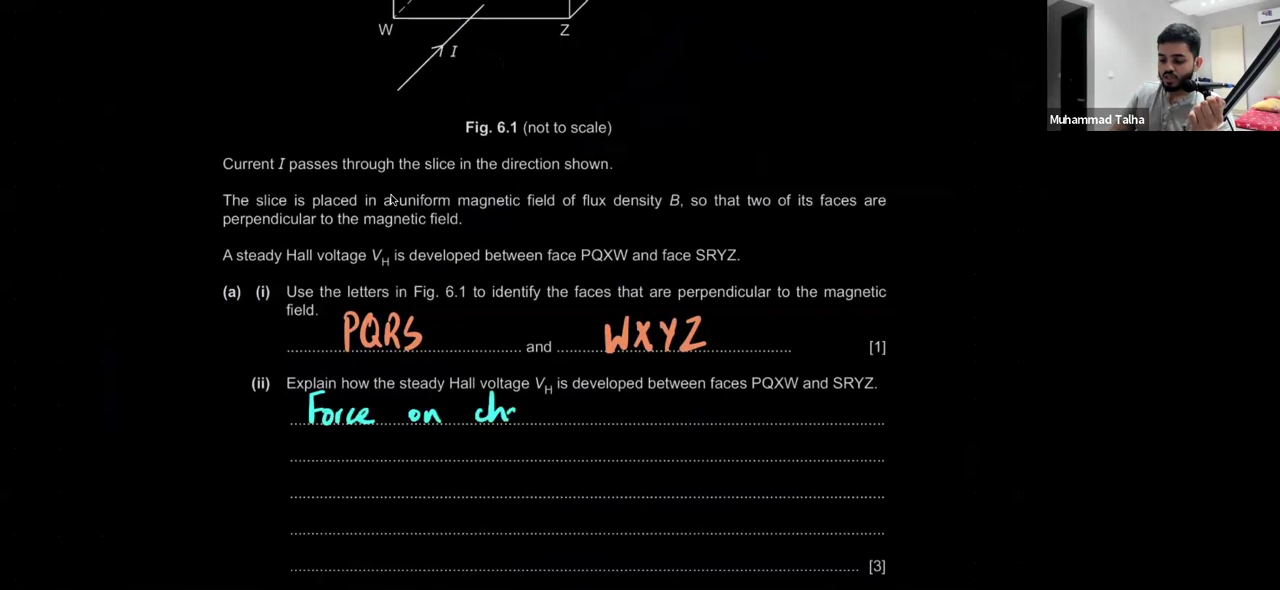 W
Z
I
Fig. 6.1 (not to scale)
Muhammad Talha
Current I passes through the slice in the direction shown.
The slice is placed in a uniform magnetic field of flux density B, so that two of its faces are
perpendicular to the magnetic field.
A steady Hall voltage VH is developed between face PQXW and face SRYZ.
(a) (i) Use the letters in Fig. 6.1 to identify the faces that are perpendicular to the magnetic
field.
PQRS and WXYZ [1]
(ii) Explain how the steady Hall voltage VH is developed between faces PQXW and SRYZ.
Force on ch
[3]